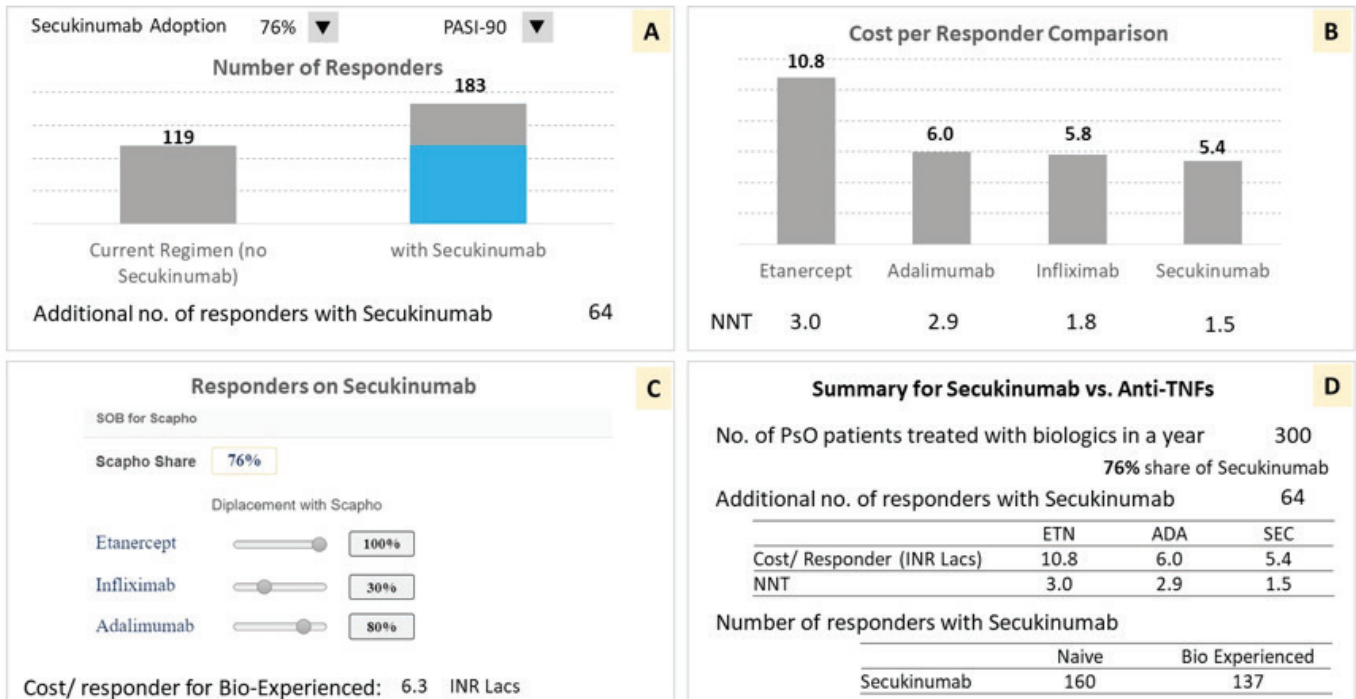 Secukinumab Adoption 76% ▼ PASI-90 ▼ A
Number of Responders
183
119
Current Regimen (no
Secukinumab)
with Secukinumab
Additional no. of responders with Secukinumab 64
B
Cost per Responder Comparison
10.8
6.0
5.8
5.4
Etanercept Adalimumab Infliximab Secukinumab
NNT 3.0 2.9 1.8 1.5
Responders on Secukinumab C
SOB for Scapho
Scapho Share 76%
Diplacement with Scapho
Etanercept 100%
Infliximab 30%
Adalimumab 80%
Cost/ responder for Bio-Experienced: 6.3 INR Lacs
Summary for Secukinumab vs. Anti-TNFs D
No. of PsO patients treated with biologics in a year 300
76% share of Secukinumab
Additional no. of responders with Secukinumab 64
ETN ADA SEC
Cost/ Responder (INR Lacs) 10.8 6.0 5.4
NNT 3.0 2.9 1.5
Number of responders with Secukinumab
Naive Bio Experienced
Secukinumab 160 137